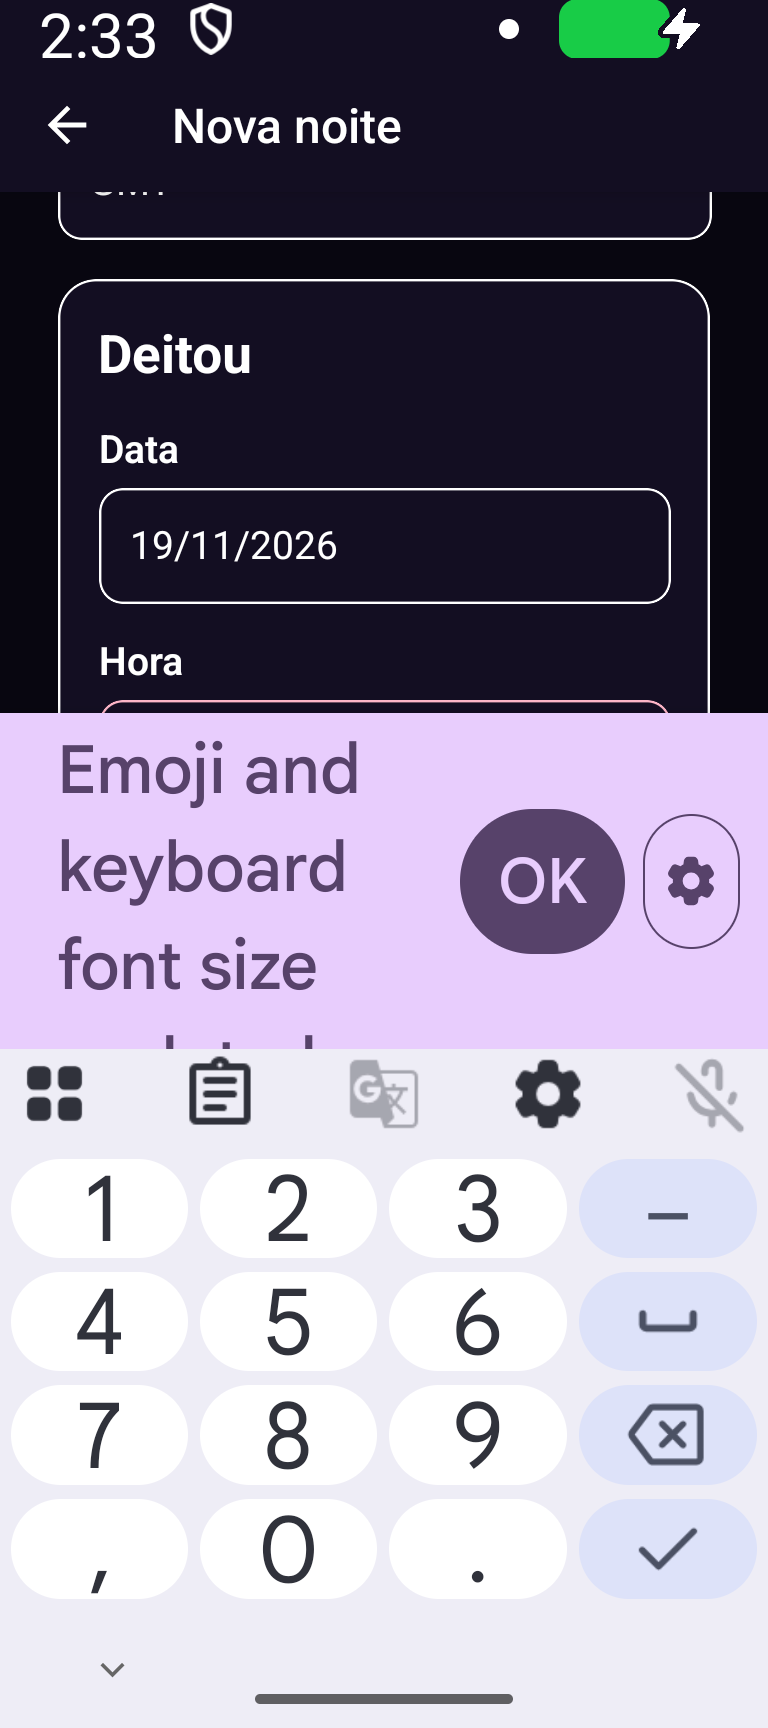 2:33
Nova noite
Deitou
Data
19/11/2026
Hora
Emoji and
keyboard
font size
OK
1 2 3 –
4 5 6
7 8 9
, 0 .